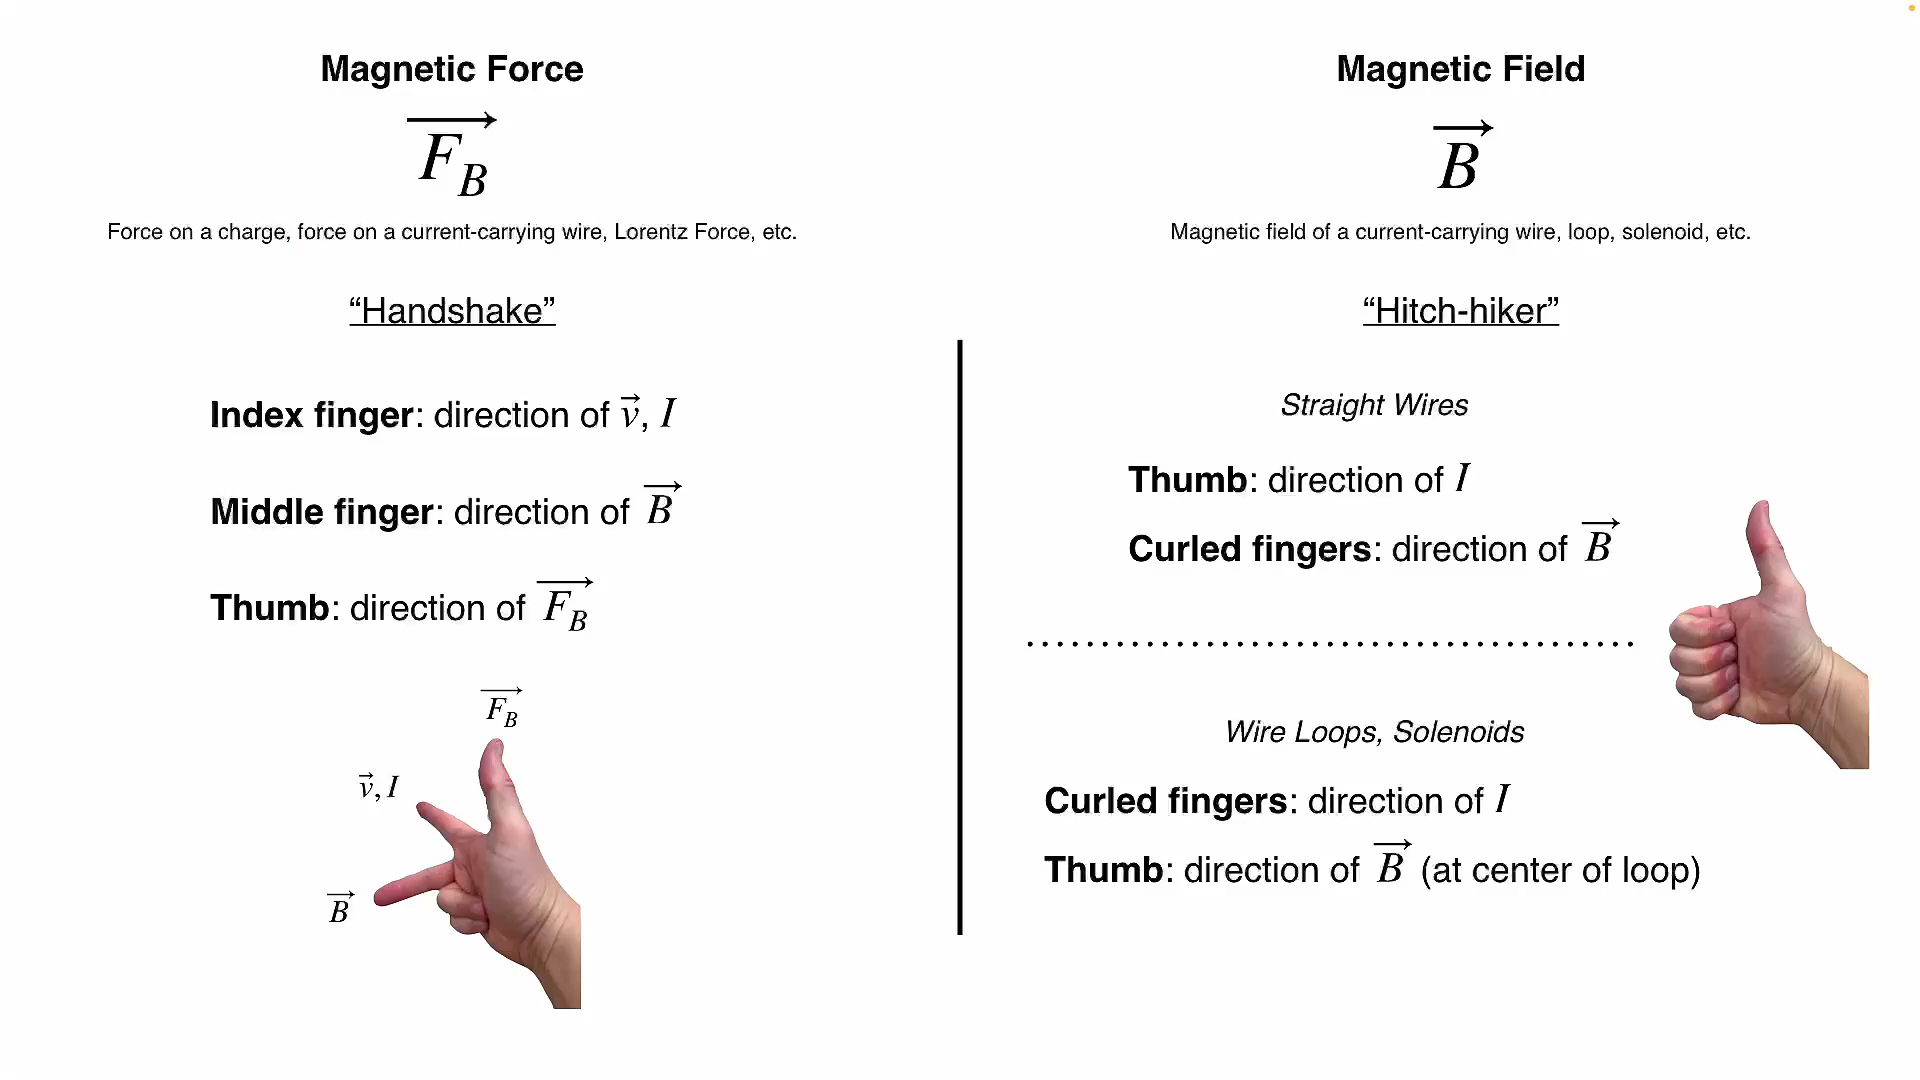 Magnetic Force
F_B
Force on a charge, force on a current-carrying wire, Lorentz Force, etc.
“Handshake”
Index finger: direction of v, I
Middle finger: direction of B
Thumb: direction of F_B
F_B
v, I
B
Magnetic Field
B
Magnetic field of a current-carrying wire, loop, solenoid, etc.
“Hitch-hiker”
Straight Wires
Thumb: direction of I
Curled fingers: direction of B
Wire Loops, Solenoids
Curled fingers: direction of I
Thumb: direction of B (at center of loop)